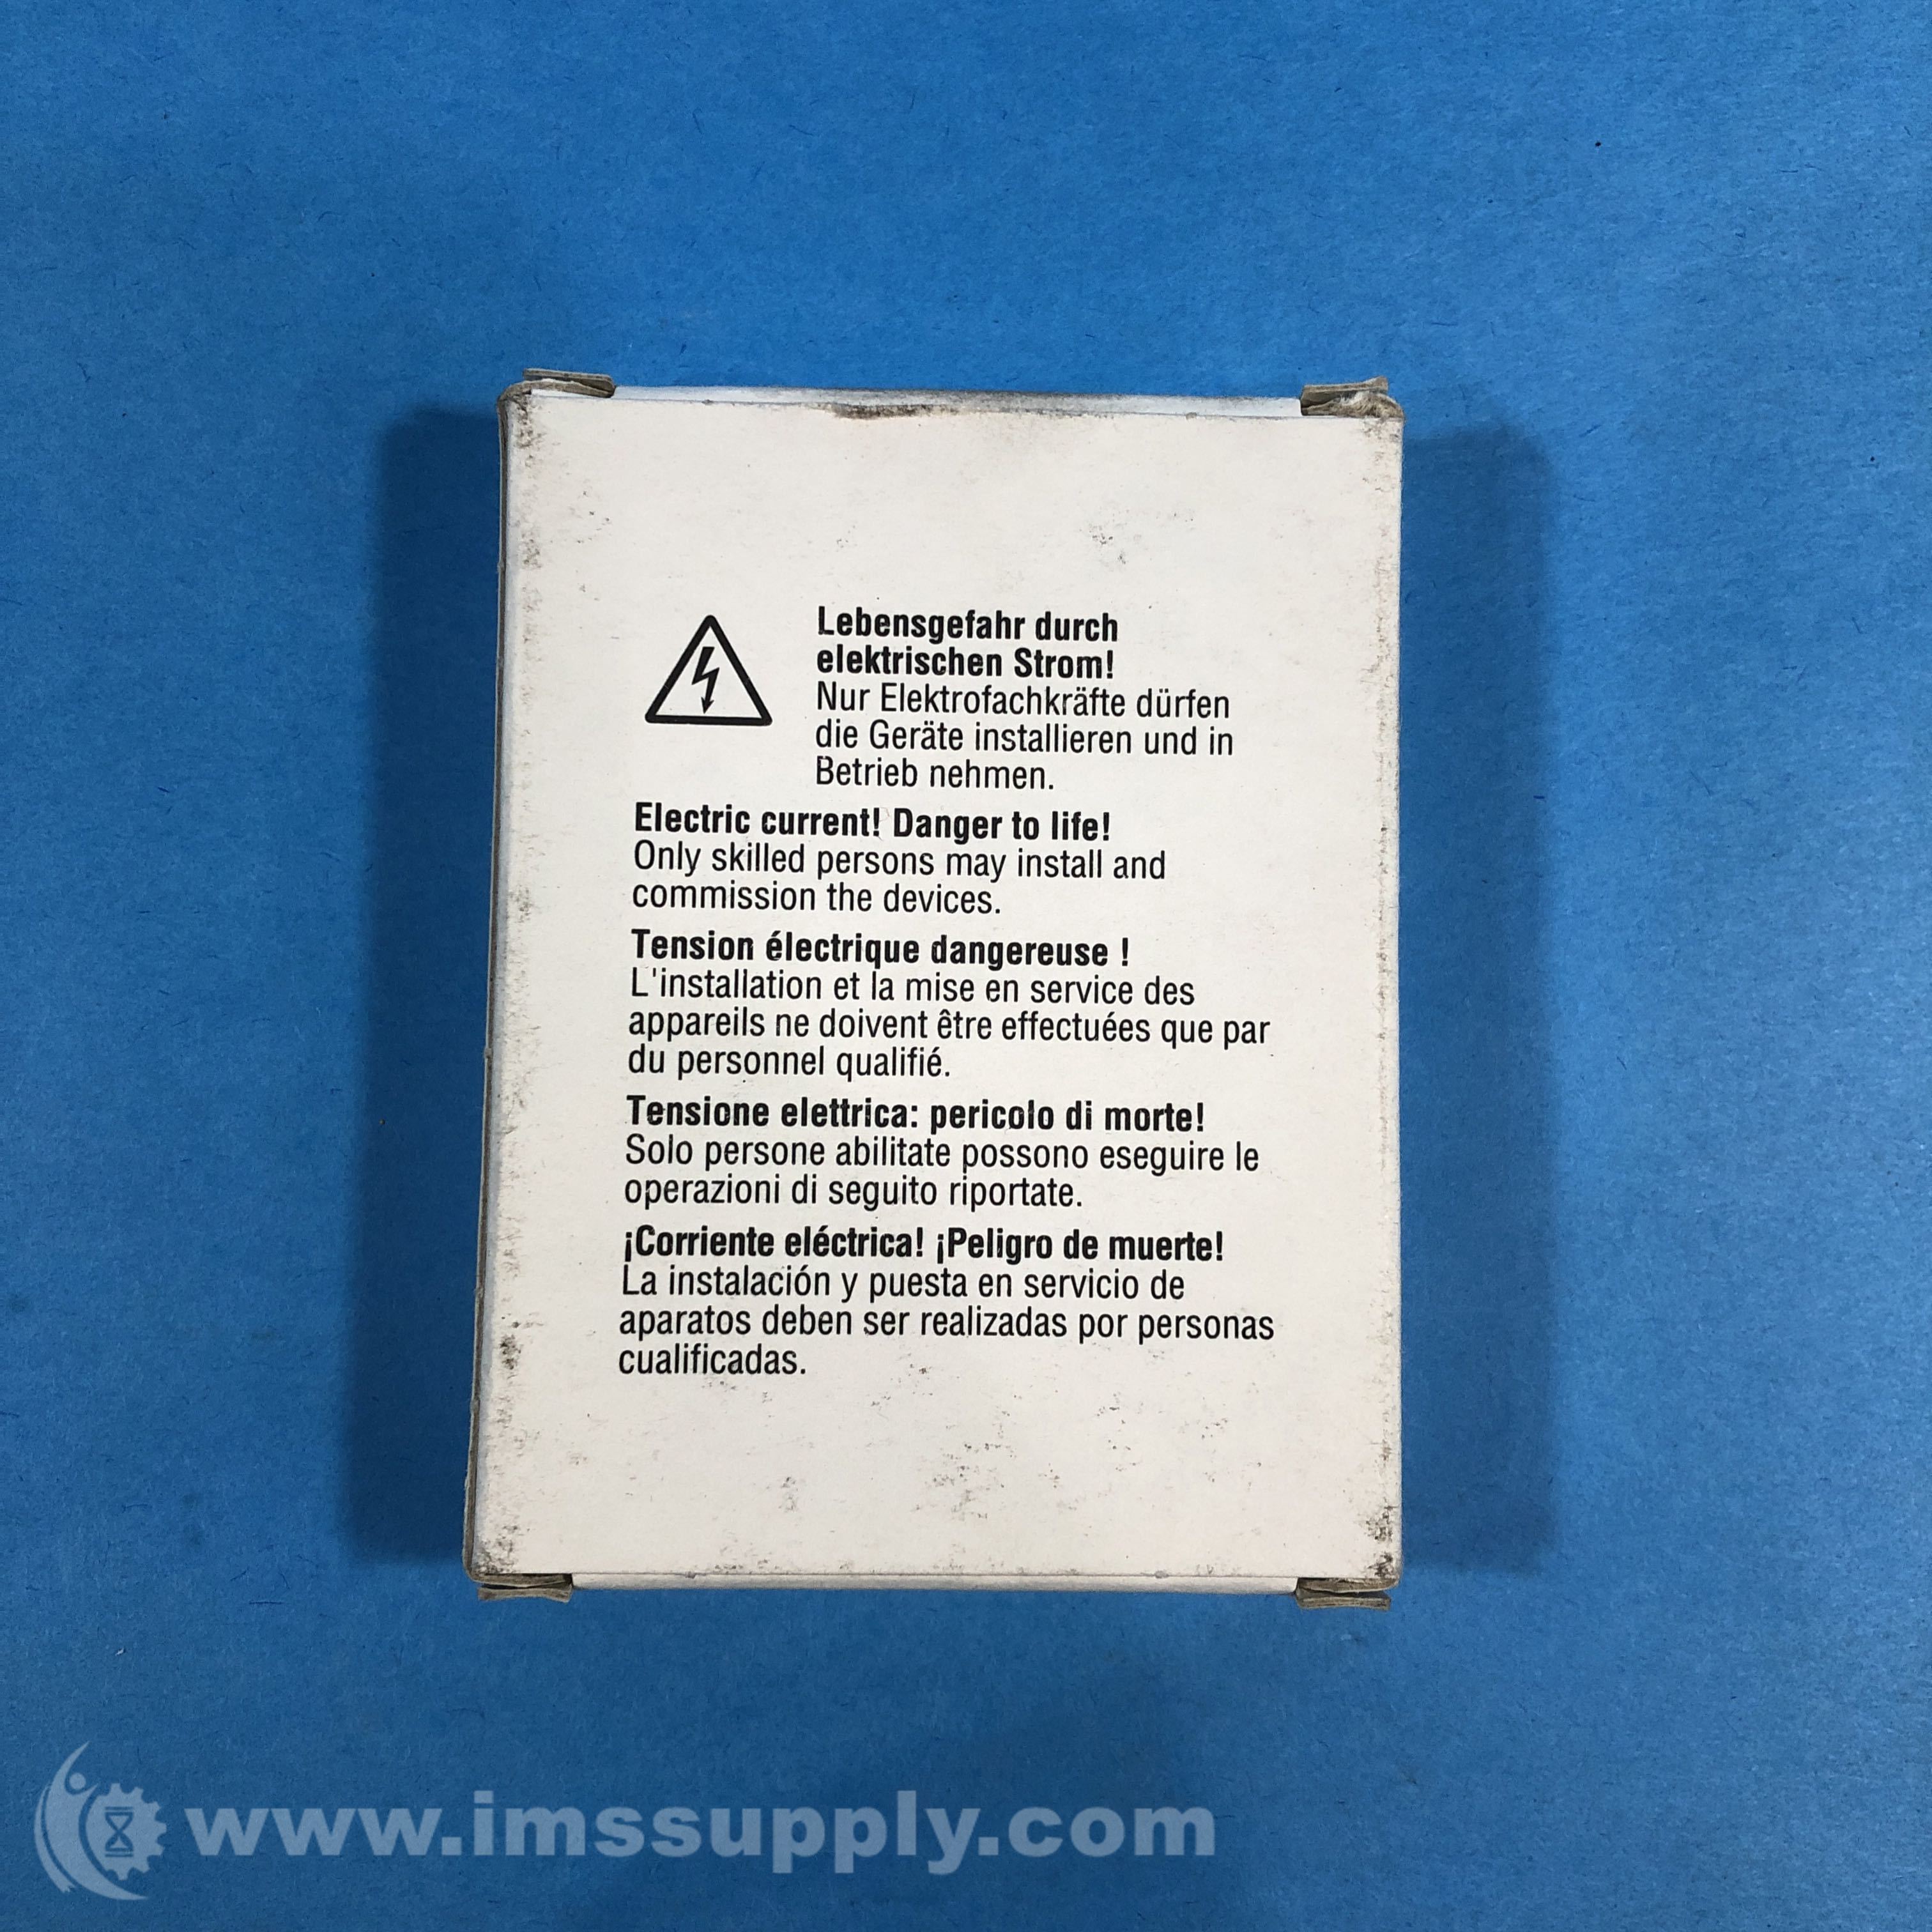 Lebensgefahr durch
elektrischen Strom!
Nur Elektrofachkräfte dürfen
die Geräte installieren und in
Betrieb nehmen.
Electric current! Danger to life!
Only skilled persons may install and
commission the devices.
Tension électrique dangereuse !
L'installation et la mise en service des
appareils ne doivent être effectuées que par
du personnel qualifié.
Tensione elettrica: pericolo di morte!
Solo persone abilitate possono eseguire le
operazioni di seguito riportate.
¡Corriente eléctrica! ¡Peligro de muerte!
La instalación y puesta en servicio de
aparatos deben ser realizadas por personas
cualificadas.
www.imssupply.com